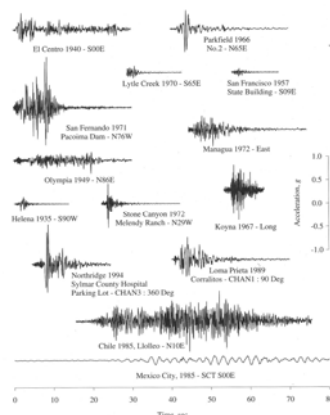 El Centro 1940 - S00E
Parkfield 1966
No.2 - N65E
Lytle Creek 1970 - S65E
San Francisco 1957
State Building - S09E
San Fernando 1971
Pacoima Dam - N76W
Managua 1972 - East
Olympia 1949 - N86E
Helena 1935 - S90W
Stone Canyon 1972
Melendy Ranch - N29W
Koyna 1967 - Long
1.0
0.5
0.0
-0.5
-1.0
Acceleration, g
Northridge 1994
Sylmar County Hospital
Parking Lot - CHAN3 : 360 Deg
Loma Prieta 1989
Corralitos - CHAN1 : 90 Deg
Chile 1985, Llolleo - N10E
Mexico City, 1985 - SCT S00E
0 10 20 30 40 50 60 70 80
Time,